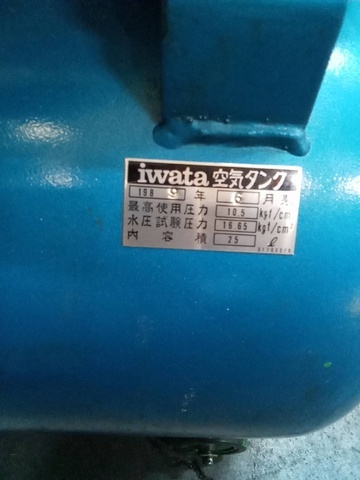 iwata 空気タンク
198 9 年 6 月製
最高使用圧力 10.5 kgf/cm²
水圧試験圧力 16.65 kgf/cm²
内容積 25 ℓ